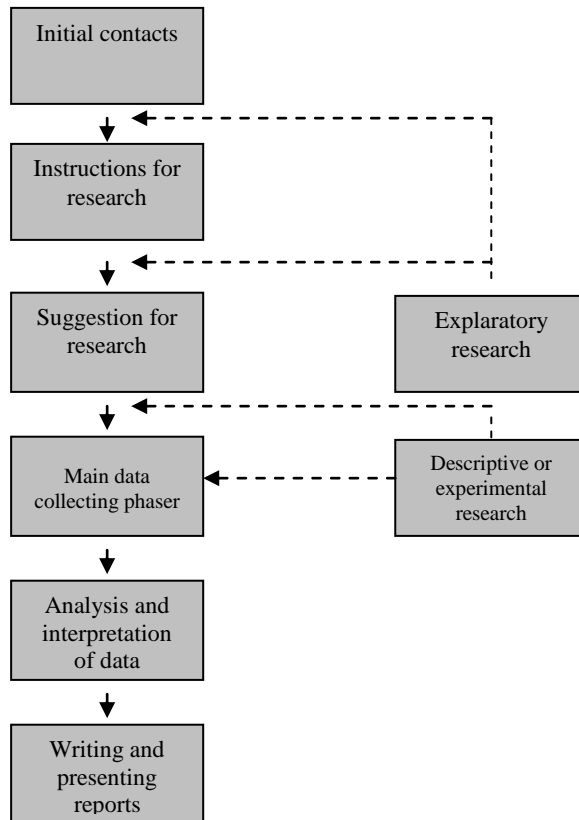 Initial contacts
Instructions for
research
Suggestion for
research
Explaratory
research
Main data
collecting phaser
Descriptive or
experimental
research
Analysis and
interpretation
of data
Writing and
presenting
reports